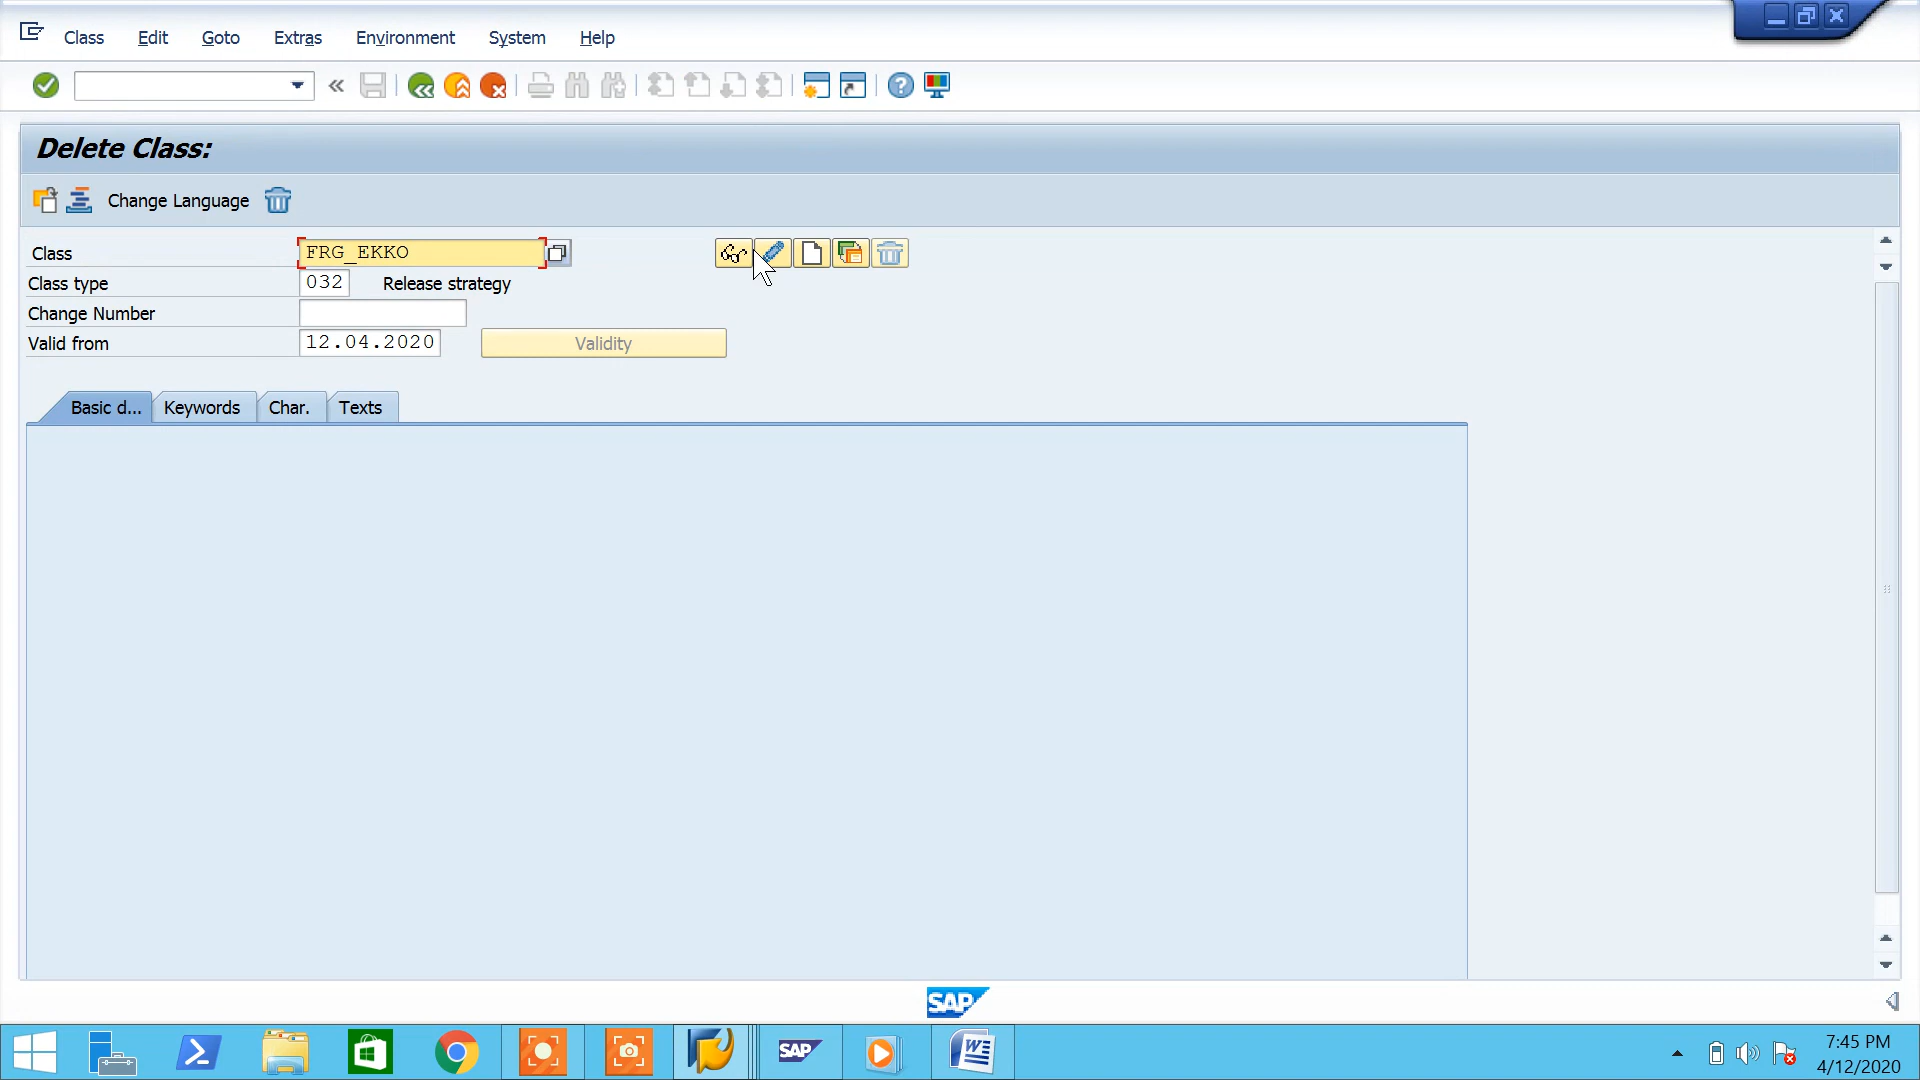 Class Edit Goto Extras Environment System Help
Delete Class:
Change Language
Class FRG_EKKO
Class type 032 Release strategy
Change Number
Valid from 12.04.2020 Validity
Basic d... Keywords Char. Texts
SAP
SAP
7:45 PM
4/12/2020